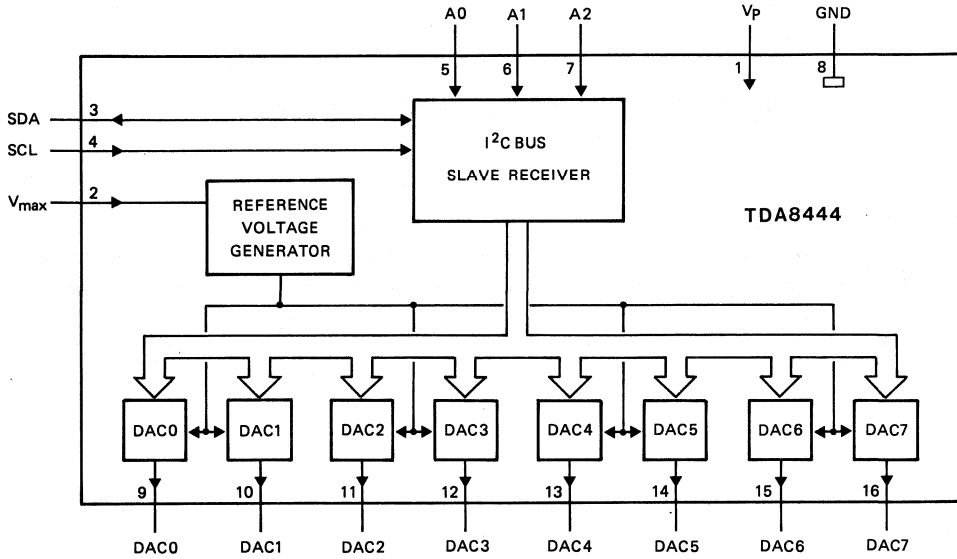 A0 A1 A2 VP GND
5 6 7 1 8
SDA 3
SCL 4
I²C BUS
SLAVE RECEIVER
Vmax 2
REFERENCE
VOLTAGE
GENERATOR
TDA8444
DAC0 DAC1 DAC2 DAC3 DAC4 DAC5 DAC6 DAC7
9 10 11 12 13 14 15 16
DAC0 DAC1 DAC2 DAC3 DAC4 DAC5 DAC6 DAC7